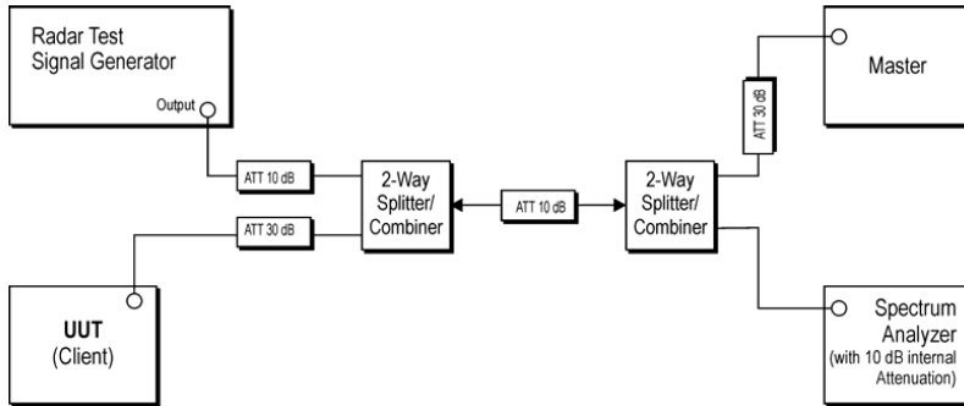 Radar Test
Signal Generator
Output
Master
ATT 30 dB
ATT 10 dB
2-Way
Splitter/
Combiner
ATT 10 dB
2-Way
Splitter/
Combiner
ATT 30 dB
UUT
(Client)
Spectrum
Analyzer
(with 10 dB internal
Attenuation)